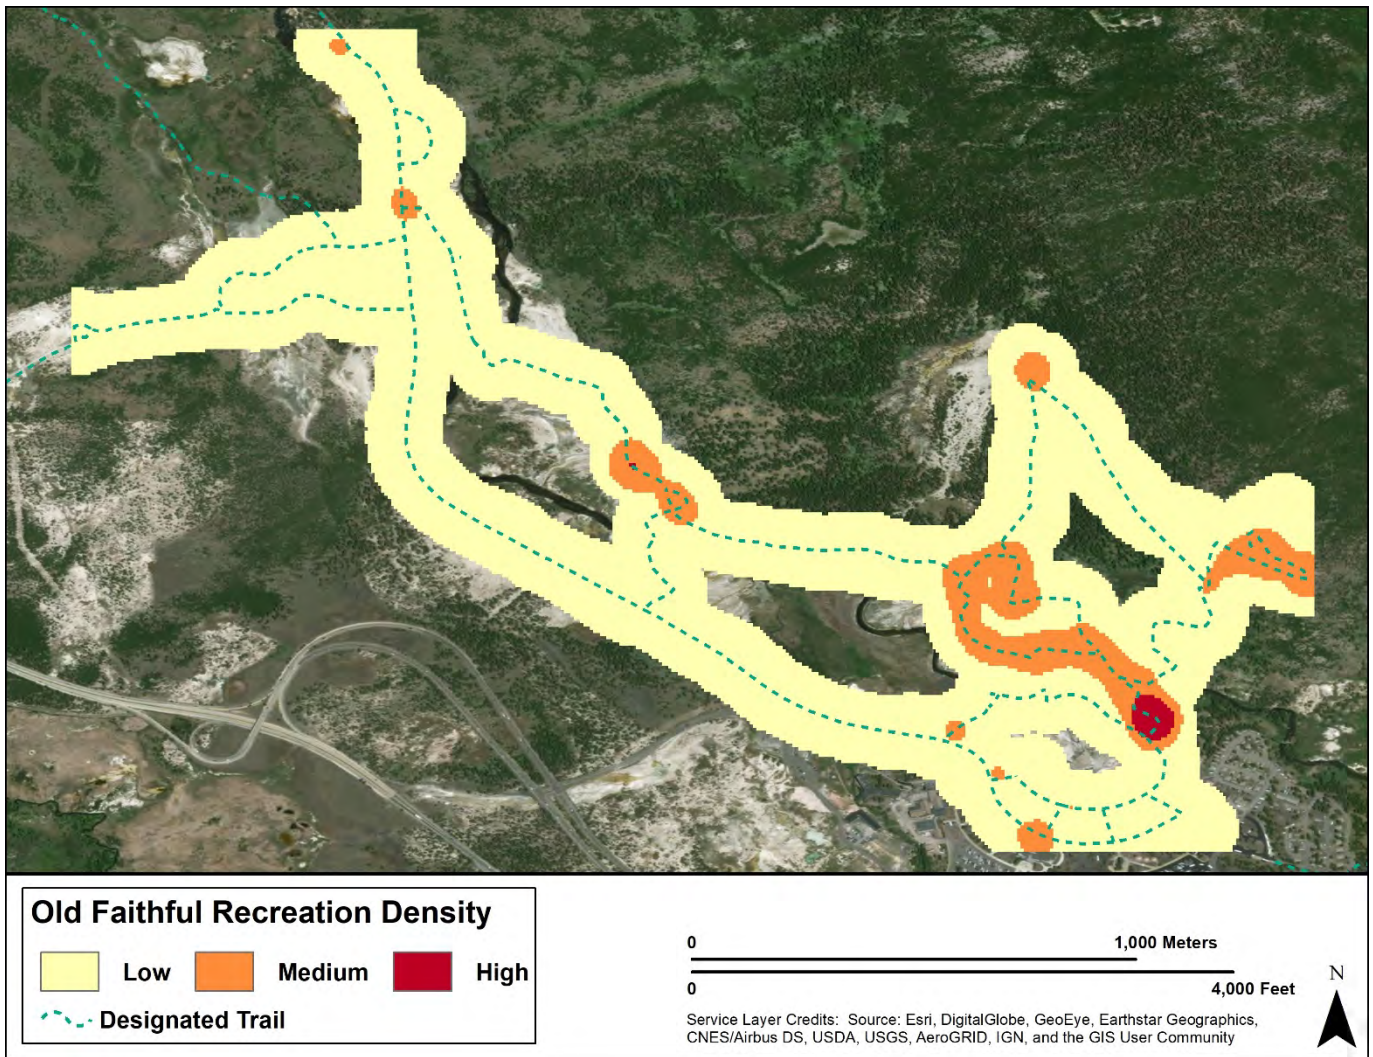 Old Faithful Recreation Density
Low Medium High
Designated Trail
0 1,000 Meters
0 4,000 Feet
N
Service Layer Credits: Source: Esri, DigitalGlobe, GeoEye, Earthstar Geographics,
CNES/Airbus DS, USDA, USGS, AeroGRID, IGN, and the GIS User Community